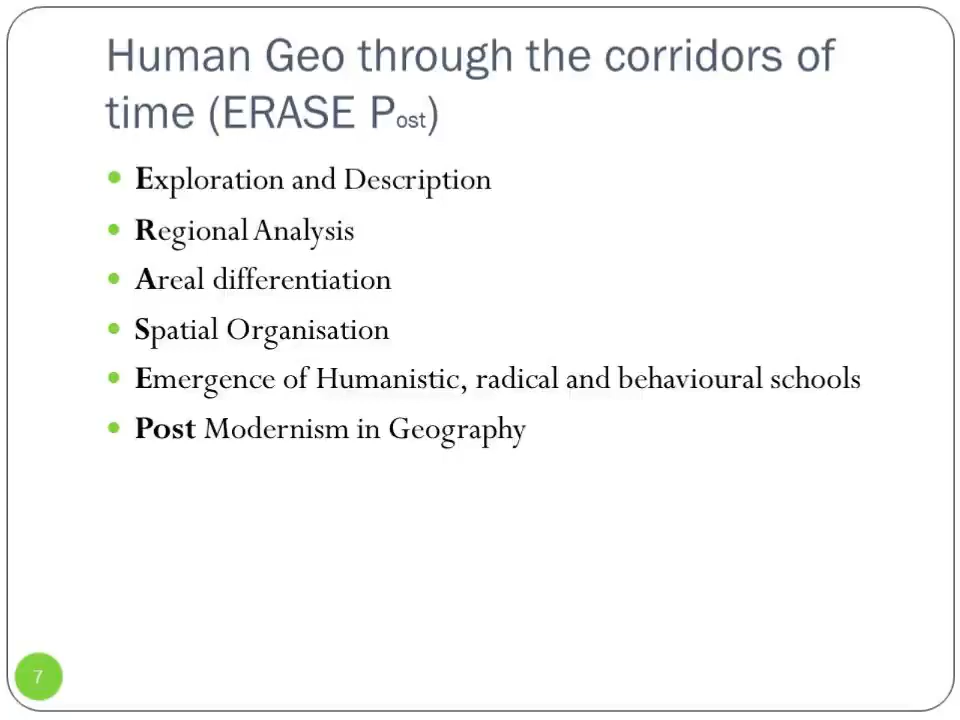 Human Geo through the corridors of
time (ERASE Post)
Exploration and Description
Regional Analysis
Areal differentiation
Spatial Organisation
Emergence of Humanistic, radical and behavioural schools
Post Modernism in Geography
7